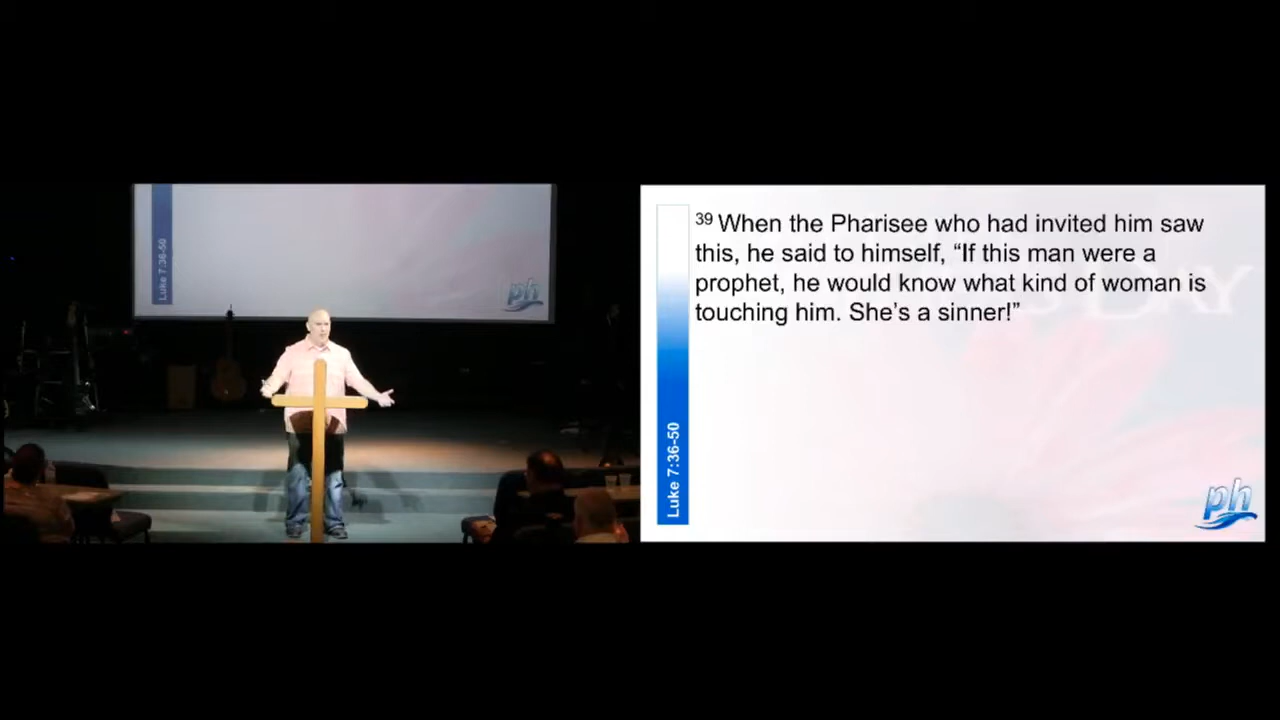 Luke 7:36-50
ph
39 When the Pharisee who had invited him saw
this, he said to himself, “If this man were a
prophet, he would know what kind of woman is
touching him. She’s a sinner!”
DAY
Luke 7:36-50
ph